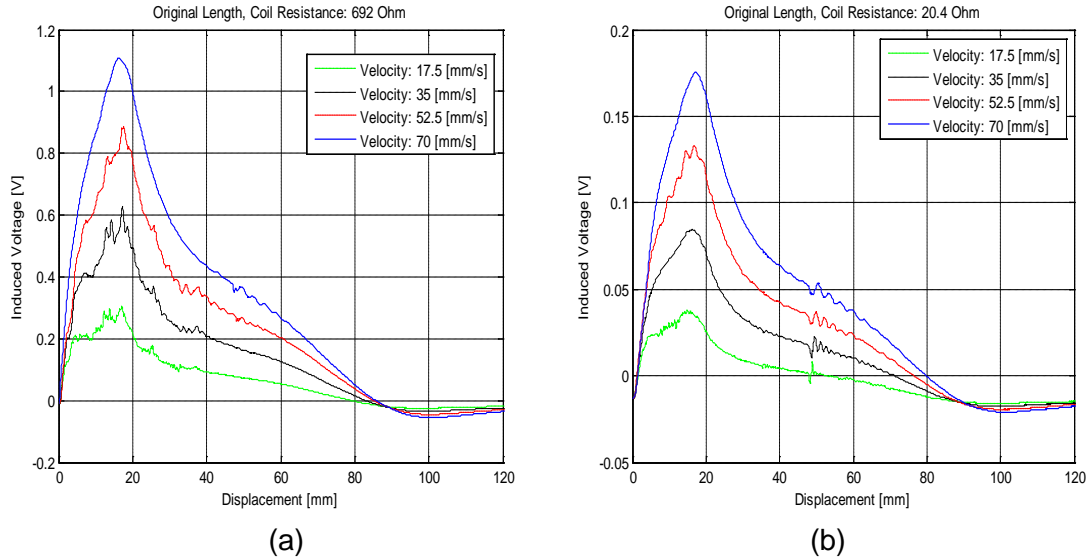 Original Length, Coil Resistance: 692 Ohm
1.2
1
0.8
0.6
0.4
0.2
0
-0.2
Induced Voltage [V]
Velocity: 17.5 [mm/s]
Velocity: 35 [mm/s]
Velocity: 52.5 [mm/s]
Velocity: 70 [mm/s]
0 20 40 60 80 100 120
Displacement [mm]
(a)
Original Length, Coil Resistance: 20.4 Ohm
0.2
0.15
0.1
0.05
0
-0.05
Induced Voltage [V]
Velocity: 17.5 [mm/s]
Velocity: 35 [mm/s]
Velocity: 52.5 [mm/s]
Velocity: 70 [mm/s]
0 20 40 60 80 100 120
Displacement [mm]
(b)